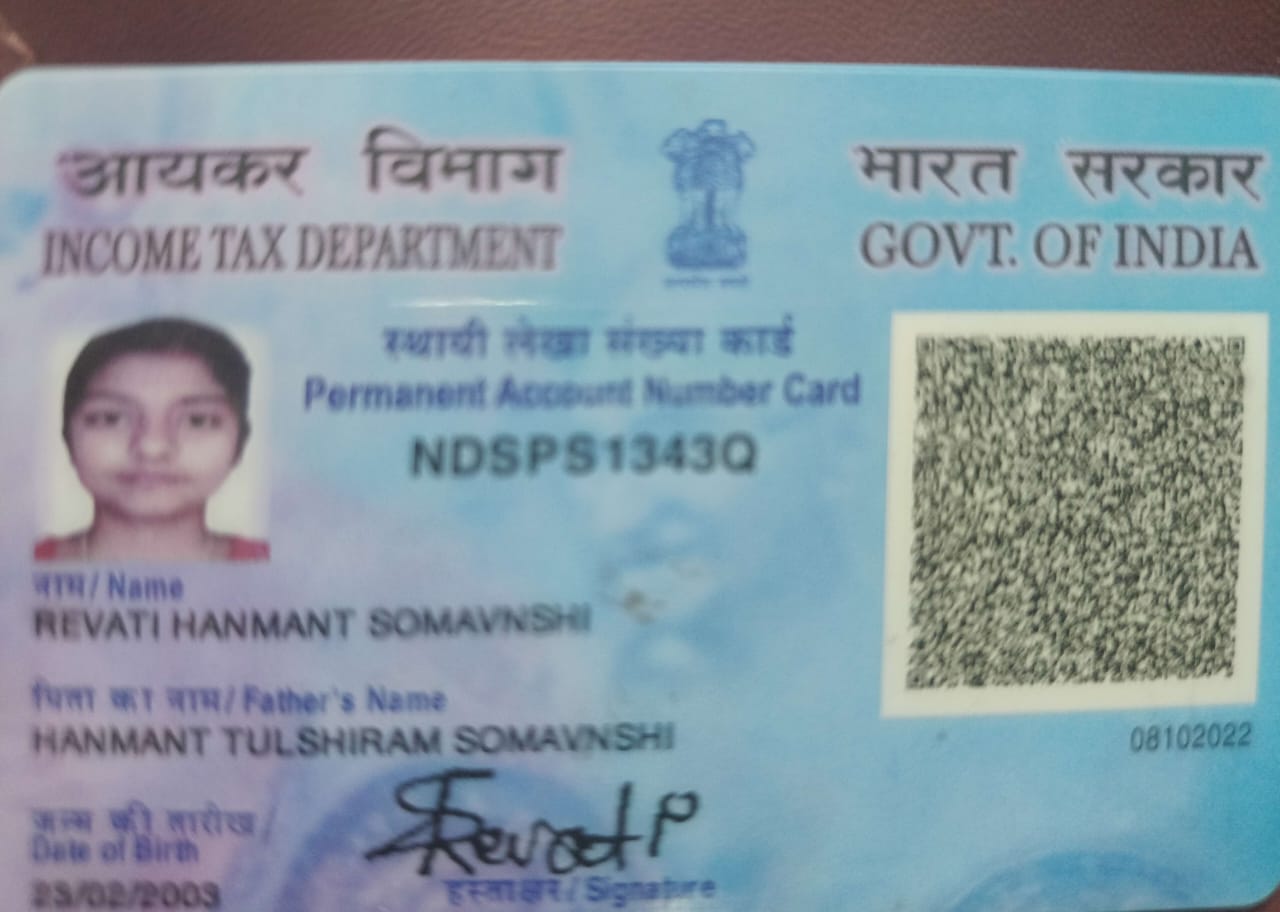 आयकर विभाग
INCOME TAX DEPARTMENT
भारत सरकार
GOVT. OF INDIA
स्थायी लेखा संख्या कार्ड
Permanent Account Number Card
NDSPS1343Q
नाम / Name
REVATI HANMANT SOMAVNSHI
पिता का नाम / Father's Name
HANMANT TULSHIRAM SOMAVNSHI
08102022
जन्म की तारीख /
Date of Birth
23/02/2003
हस्ताक्षर / Signature